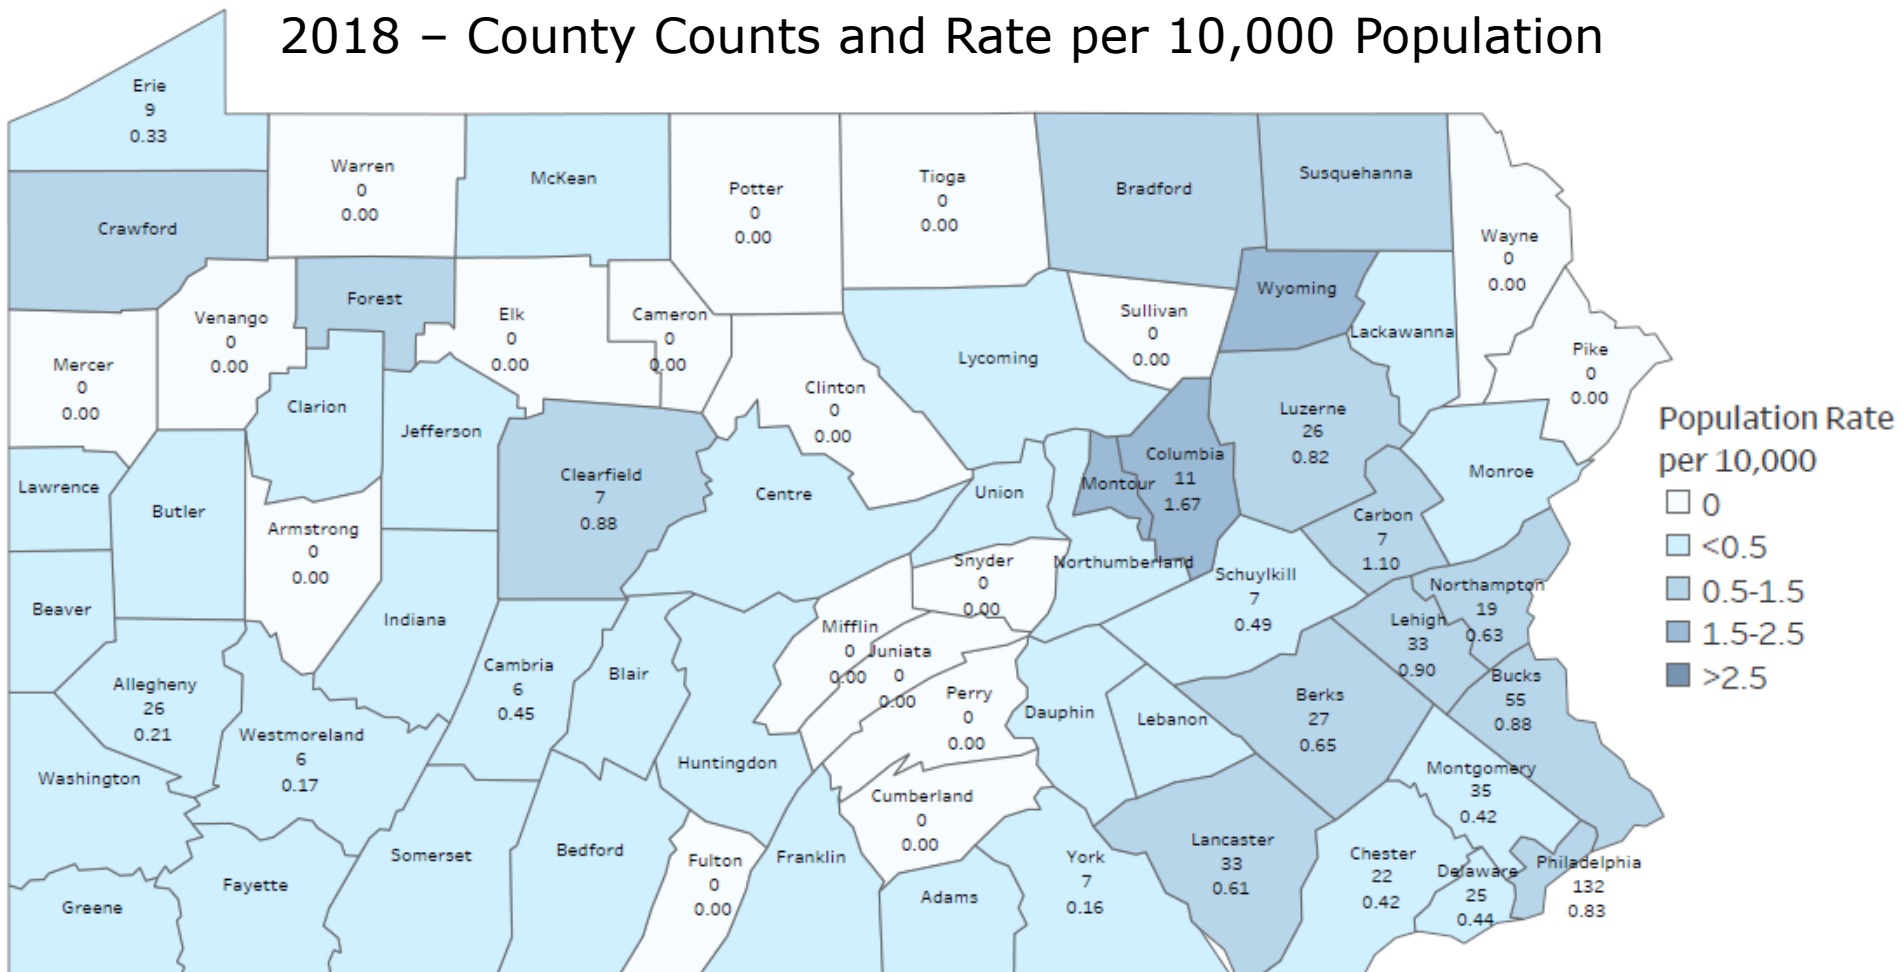 2018 – County Counts and Rate per 10,000 Population
Erie
9
0.33
Warren
0
0.00
McKean
Potter
0
0.00
Tioga
0
0.00
Bradford
Susquehanna
Wayne
0
0.00
Crawford
Forest
Venango
0
0.00
Elk
0
0.00
Cameron
0
0.00
Sullivan
0
0.00
Wyoming
Lackawanna
Pike
0
0.00
Mercer
0
0.00
Clarion
Jefferson
Clinton
0
0.00
Lycoming
Luzerne
26
0.82
Columbia
11
1.67
Montour
Monroe
Lawrence
Butler
Armstrong
0
0.00
Clearfield
7
0.88
Centre
Union
Carbon
7
1.10
Snyder
0
0.00
Northumberland
Schuylkill
7
0.49
Northampton
19
0.63
Lehigh
33
0.90
Beaver
Indiana
Mifflin
0
0.00
Juniata
0
0.00
Perry
0
0.00
Allegheny
26
0.21
Westmoreland
6
0.17
Cambria
6
0.45
Blair
Huntingdon
Dauphin
Lebanon
Berks
27
0.65
Bucks
55
0.88
Montgomery
35
0.42
Washington
Cumberland
0
0.00
Greene
Fayette
Somerset
Bedford
Fulton
0
0.00
Franklin
Adams
York
7
0.16
Lancaster
33
0.61
Chester
22
0.42
Delaware
25
0.44
Philadelphia
132
0.83
Population Rate
per 10,000
0
<0.5
0.5-1.5
1.5-2.5
>2.5